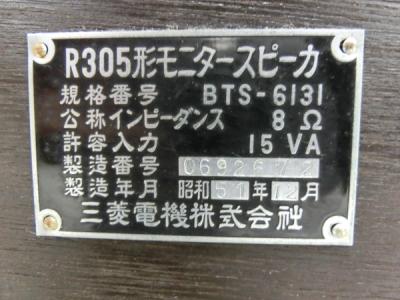 R305形モニタースピーカ
規格番号 BTS-6131
公称インピーダンス 8 Ω
許容入力 15 VA
製造番号
製造年月 昭和51年12月
三菱電機株式会社